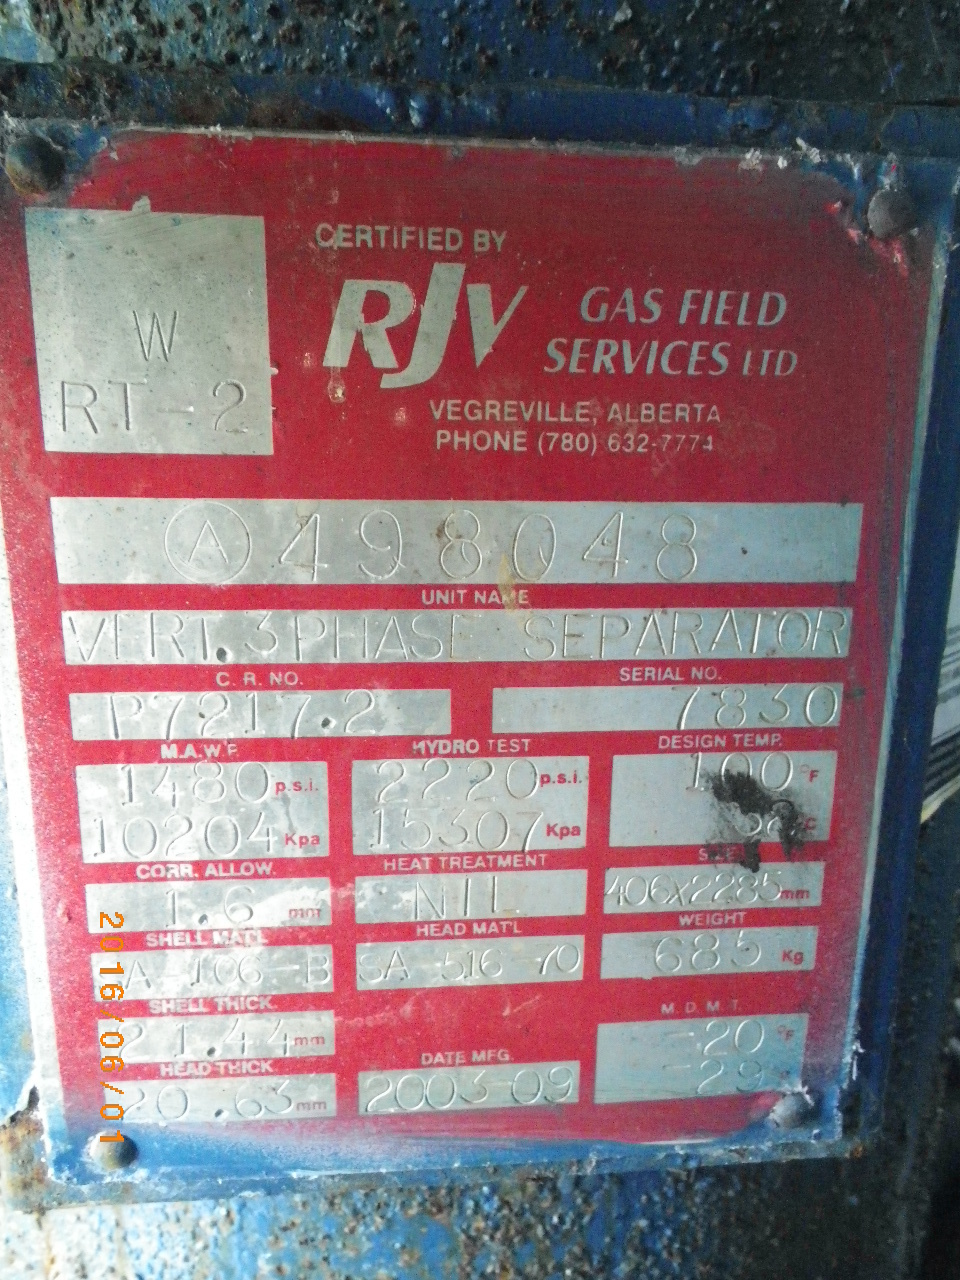 W
RT-2
CERTIFIED BY
RJV GAS FIELD
SERVICES LTD
VEGREVILLE, ALBERTA
PHONE (780) 632-7774
Ⓐ 498048
UNIT NAME
VERT. 3 PHASE SEPARATOR
C. R. NO. SERIAL NO.
P7217.2 7830
M.A.W.P. HYDRO TEST DESIGN TEMP.
1480 p.s.i. 2220 p.s.i. 100 °F
10204 Kpa 15307 Kpa 38 °C
CORR. ALLOW. HEAT TREATMENT SIZE
1.6 mm NIL 406X2285 mm
SHELL MAT'L HEAD MAT'L WEIGHT
A-106-B SA 516 70 685 Kg
SHELL THICK. M.D.M.T.
21.44 mm -20 °F
HEAD THICK DATE MFG. -29
20.63 mm 2003-09
2016/06/01